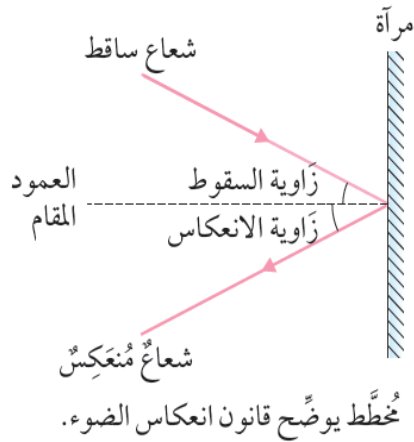 مرآة
شعاع ساقط
زَاوية السقوط
العمود
المقام
زَاوية الانعكاس
شعاعٌ مُنعَكِسٌ
مُخطَّط يوضِّح قانون انعكاس الضوء.